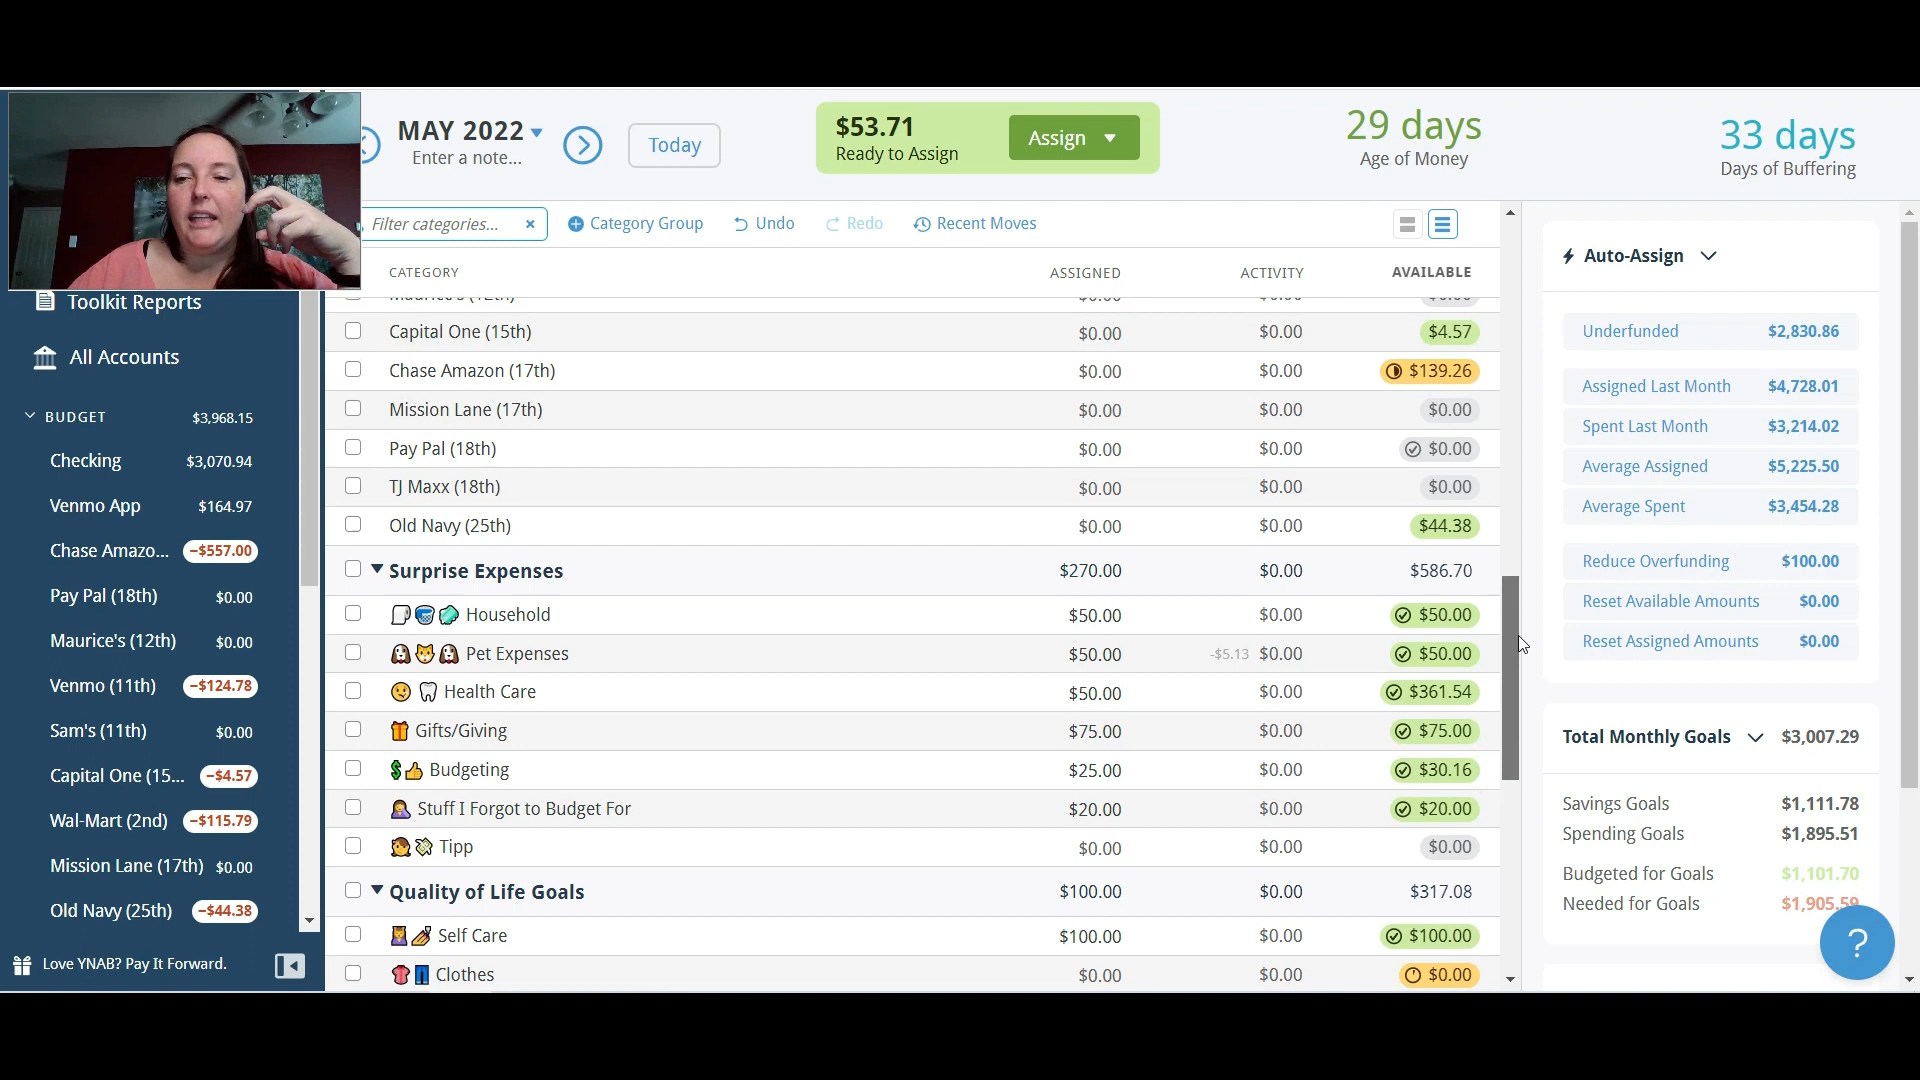 MAY 2022
Enter a note...
Today
$53.71
Ready to Assign
Assign
29 days
Age of Money
33 days
Days of Buffering
Filter categories...
Category Group
Undo
Redo
Recent Moves
CATEGORY ASSIGNED ACTIVITY AVAILABLE
Maurice's (12th) $0.00 $0.00 $0.00
Capital One (15th) $0.00 $0.00 $4.57
Chase Amazon (17th) $0.00 $0.00 $139.26
Mission Lane (17th) $0.00 $0.00 $0.00
Pay Pal (18th) $0.00 $0.00 $0.00
TJ Maxx (18th) $0.00 $0.00 $0.00
Old Navy (25th) $0.00 $0.00 $44.38
Surprise Expenses $270.00 $0.00 $586.70
Household $50.00 $0.00 $50.00
Pet Expenses $50.00 -$5.13 $0.00 $50.00
Health Care $50.00 $0.00 $361.54
Gifts/Giving $75.00 $0.00 $75.00
Budgeting $25.00 $0.00 $30.16
Stuff I Forgot to Budget For $20.00 $0.00 $20.00
Tipp $0.00 $0.00 $0.00
Quality of Life Goals $100.00 $0.00 $317.08
Self Care $100.00 $0.00 $100.00
Clothes $0.00 $0.00 $0.00
Toolkit Reports
All Accounts
BUDGET $3,968.15
Checking $3,070.94
Venmo App $164.97
Chase Amazo... -$557.00
Pay Pal (18th) $0.00
Maurice's (12th) $0.00
Venmo (11th) -$124.78
Sam's (11th) $0.00
Capital One (15... -$4.57
Wal-Mart (2nd) -$115.79
Mission Lane (17th) $0.00
Old Navy (25th) -$44.38
Love YNAB? Pay It Forward.
Auto-Assign
Underfunded $2,830.86
Assigned Last Month $4,728.01
Spent Last Month $3,214.02
Average Assigned $5,225.50
Average Spent $3,454.28
Reduce Overfunding $100.00
Reset Available Amounts $0.00
Reset Assigned Amounts $0.00
Total Monthly Goals $3,007.29
Savings Goals $1,111.78
Spending Goals $1,895.51
Budgeted for Goals $1,101.70
Needed for Goals $1,905.59
?